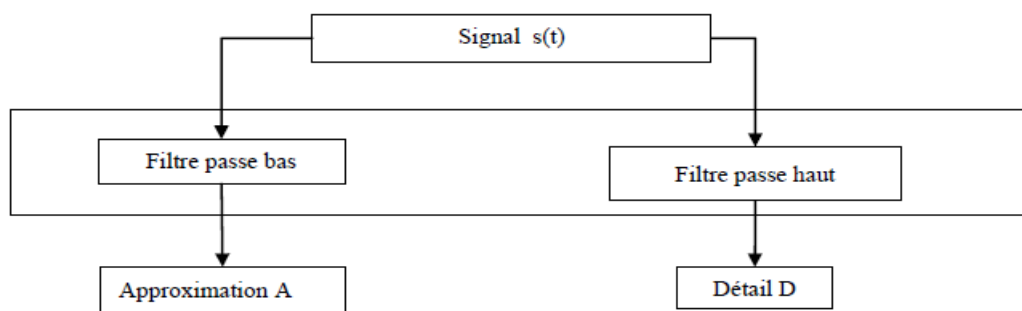 Signal s(t)
Filtre passe bas
Filtre passe haut
Approximation A
Détail D